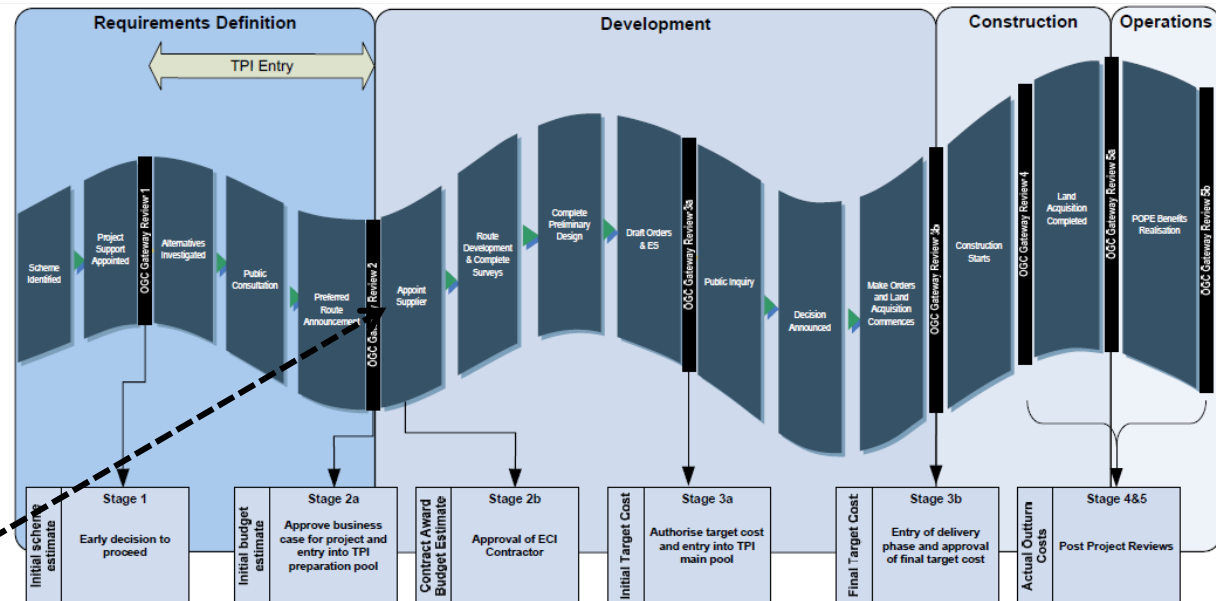 Requirements Definition
Development
Construction
Operations
TPI Entry
Scheme
Identified
Project
Support
Appointed
OGC Gateway Review 1
Alternatives
Investigated
Public
Consultation
Preferred
Route
Announcement
OGC Gateway Review 2
Appoint
Supplier
Route
Development
& Complete
Surveys
Complete
Preliminary
Design
Draft Orders
& ES
OGC Gateway Review 3a
Public Inquiry
Decision
Announced
Make Orders
and Land
Acquisition
Commences
OGC Gateway Review 3b
Construction
Starts
OGC Gateway Review 4
Land
Acquisition
Completed
OGC Gateway Review 5a
POPE Benefits
Realisation
OGC Gateway Review 5b
Initial scheme
estimate
Stage 1
Early decision to
proceed
Initial budget
estimate
Stage 2a
Approve business
case for project and
entry into TPI
preparation pool
Contract Award
Budget Estimate
Stage 2b
Approval of ECI
Contractor
Initial Target Cost
Stage 3a
Authorise target cost
and entry into TPI
main pool
Final Target Cost
Stage 3b
Entry of delivery
phase and approval
of final target cost
Actual Outturn
Costs
Stage 4&5
Post Project Reviews